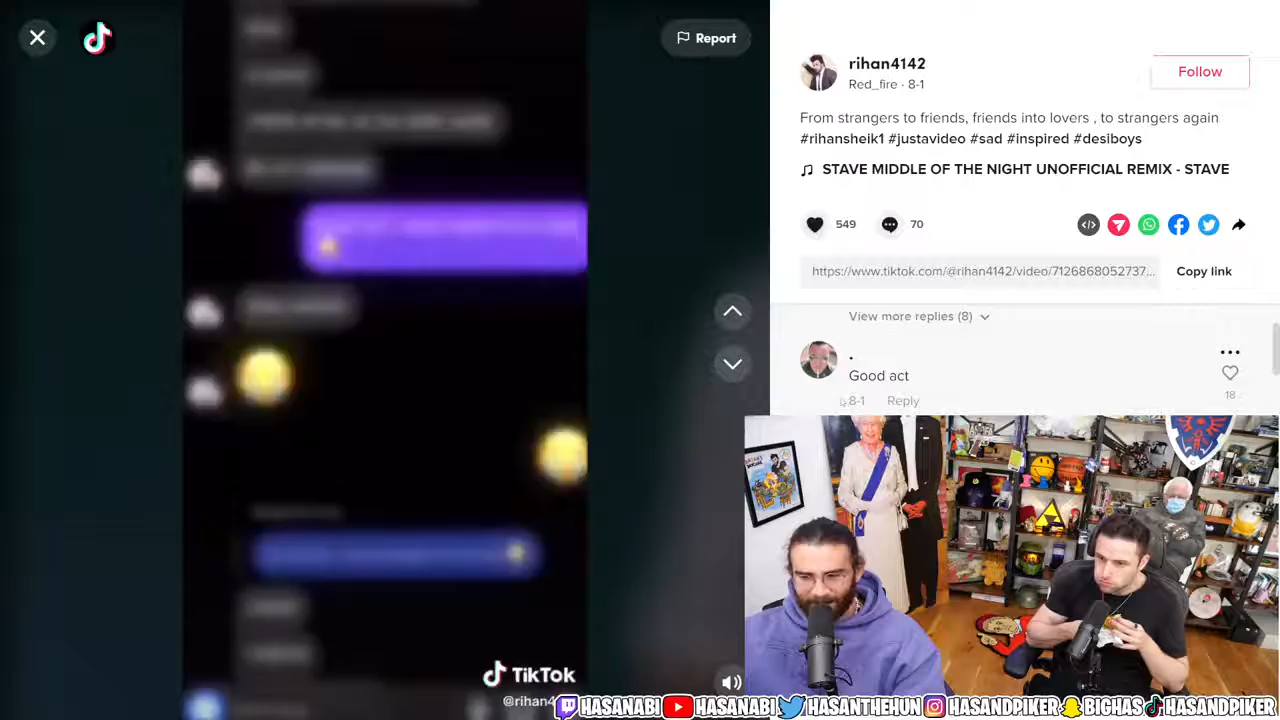 Report
rihan4142
Red_fire · 8-1
Follow
From strangers to friends, friends into lovers , to strangers again
#rihansheik1 #justavideo #sad #inspired #desiboys
STAVE MIDDLE OF THE NIGHT UNOFFICIAL REMIX - STAVE
549
70
https://www.tiktok.com/@rihan4142/video/7126868052737...
Copy link
View more replies (8)
.
Good act
8-1
Reply
18
TikTok
@rihan4
HASANABI
HASANABI
HASANTHEHUN
HASANDPIKER
BIGHAS
HASANDPIKER